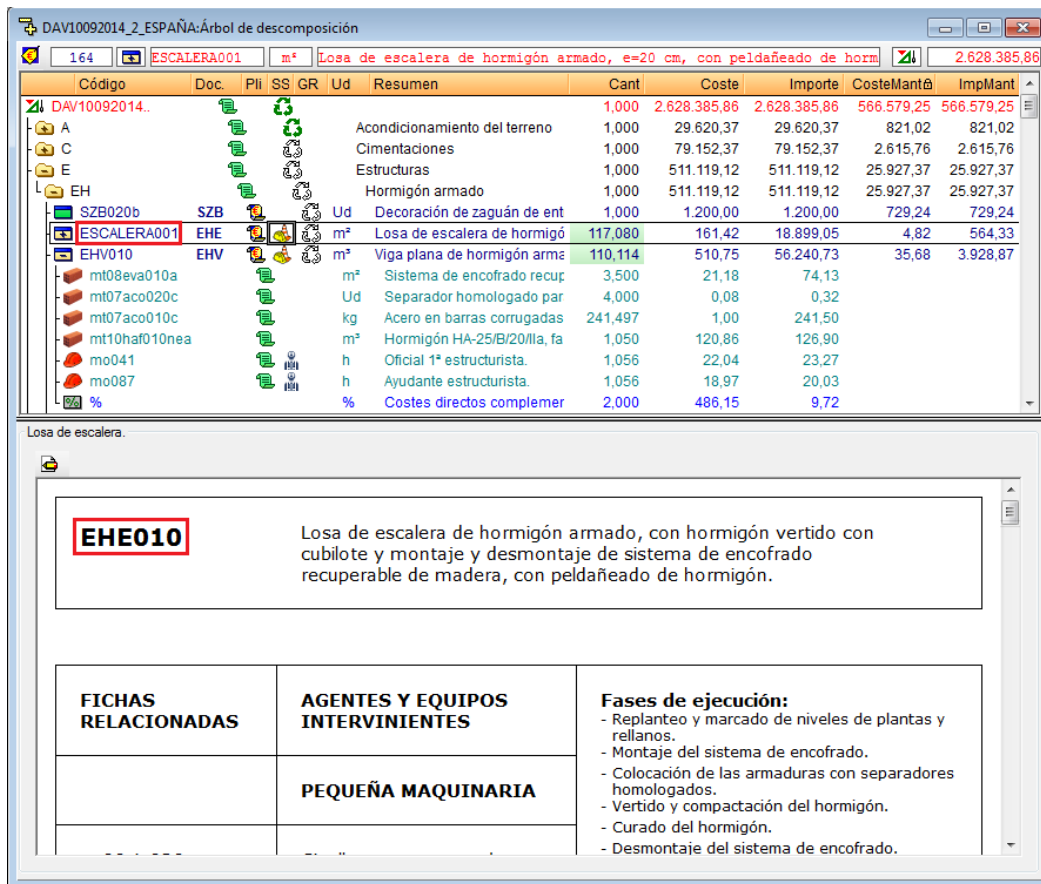 DAV10092014_2_ESPAÑA:Árbol de descomposición
164 ESCALERA001 m² Losa de escalera de hormigón armado, e=20 cm, con peldañeado de horm 2.628.385,86
Código Doc. Pli SS GR Ud Resumen Cant Coste Importe CosteMant ImpMant
DAV10092014.. 1,000 2.628.385,86 2.628.385,86 566.579,25 566.579,25
A Acondicionamiento del terreno 1,000 29.620,37 29.620,37 821,02 821,02
C Cimentaciones 1,000 79.152,37 79.152,37 2.615,76 2.615,76
E Estructuras 1,000 511.119,12 511.119,12 25.927,37 25.927,37
EH Hormigón armado 1,000 511.119,12 511.119,12 25.927,37 25.927,37
SZB020b SZB Ud Decoración de zaguán de ent 1,000 1.200,00 1.200,00 729,24 729,24
ESCALERA001 EHE m² Losa de escalera de hormigó 117,080 161,42 18.899,05 4,82 564,33
EHV010 EHV m³ Viga plana de hormigón arma 110,114 510,75 56.240,73 35,68 3.928,87
mt08eva010a m² Sistema de encofrado recup 3,500 21,18 74,13
mt07aco020c Ud Separador homologado par 4,000 0,08 0,32
mt07aco010c kg Acero en barras corrugadas 241,497 1,00 241,50
mt10haf010nea m³ Hormigón HA-25/B/20/IIa, fa 1,050 120,86 126,90
mo041 h Oficial 1ª estructurista. 1,056 22,04 23,27
mo087 h Ayudante estructurista. 1,056 18,97 20,03
% % Costes directos complemer 2,000 486,15 9,72
Losa de escalera.
EHE010
Losa de escalera de hormigón armado, con hormigón vertido con
cubilote y montaje y desmontaje de sistema de encofrado
recuperable de madera, con peldañeado de hormigón.
FICHAS
RELACIONADAS
AGENTES Y EQUIPOS
INTERVINIENTES
PEQUEÑA MAQUINARIA
Fases de ejecución:
- Replanteo y marcado de niveles de plantas y
rellanos.
- Montaje del sistema de encofrado.
- Colocación de las armaduras con separadores
homologados.
- Vertido y compactación del hormigón.
- Curado del hormigón.
- Desmontaje del sistema de encofrado.